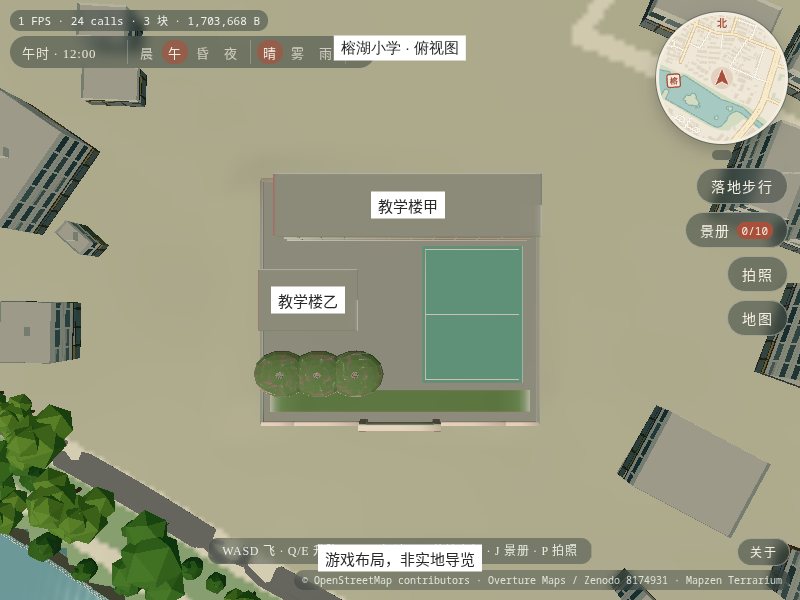 1 FPS · 24 calls · 3 块 · 1,703,668 B
午时 · 12:00 晨 午 昏 夜 晴 雾 雨
榕湖小学 · 俯视图
北
榕
落地步行
景册 0/10
拍照
地图
教学楼甲
教学楼乙
WASD 飞 · Q/E
· J 景册 · P 拍照
游戏布局，非实地导览
关于
© OpenStreetMap contributors · Overture Maps / Zenodo 8174931 · Mapzen Terrarium